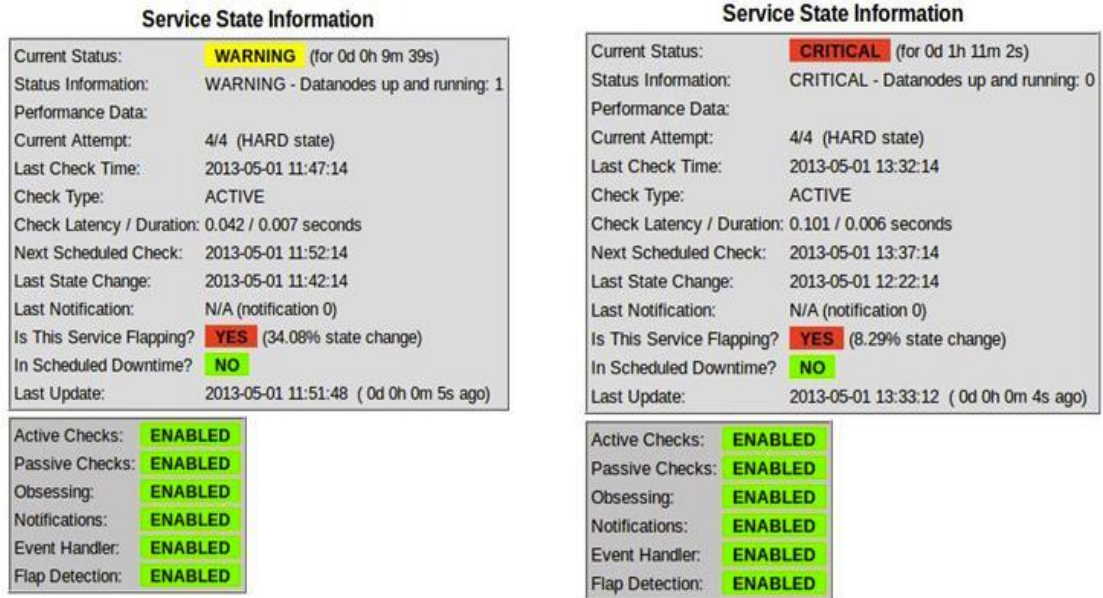 Service State Information
Current Status: WARNING (for 0d 0h 9m 39s)
Status Information: WARNING - Datanodes up and running: 1
Performance Data:
Current Attempt: 4/4 (HARD state)
Last Check Time: 2013-05-01 11:47:14
Check Type: ACTIVE
Check Latency / Duration: 0.042 / 0.007 seconds
Next Scheduled Check: 2013-05-01 11:52:14
Last State Change: 2013-05-01 11:42:14
Last Notification: N/A (notification 0)
Is This Service Flapping? YES (34.08% state change)
In Scheduled Downtime? NO
Last Update: 2013-05-01 11:51:48 ( 0d 0h 0m 5s ago)
Active Checks: ENABLED
Passive Checks: ENABLED
Obsessing: ENABLED
Notifications: ENABLED
Event Handler: ENABLED
Flap Detection: ENABLED
Service State Information
Current Status: CRITICAL (for 0d 1h 11m 2s)
Status Information: CRITICAL - Datanodes up and running: 0
Performance Data:
Current Attempt: 4/4 (HARD state)
Last Check Time: 2013-05-01 13:32:14
Check Type: ACTIVE
Check Latency / Duration: 0.101 / 0.006 seconds
Next Scheduled Check: 2013-05-01 13:37:14
Last State Change: 2013-05-01 12:22:14
Last Notification: N/A (notification 0)
Is This Service Flapping? YES (8.29% state change)
In Scheduled Downtime? NO
Last Update: 2013-05-01 13:33:12 ( 0d 0h 0m 4s ago)
Active Checks: ENABLED
Passive Checks: ENABLED
Obsessing: ENABLED
Notifications: ENABLED
Event Handler: ENABLED
Flap Detection: ENABLED